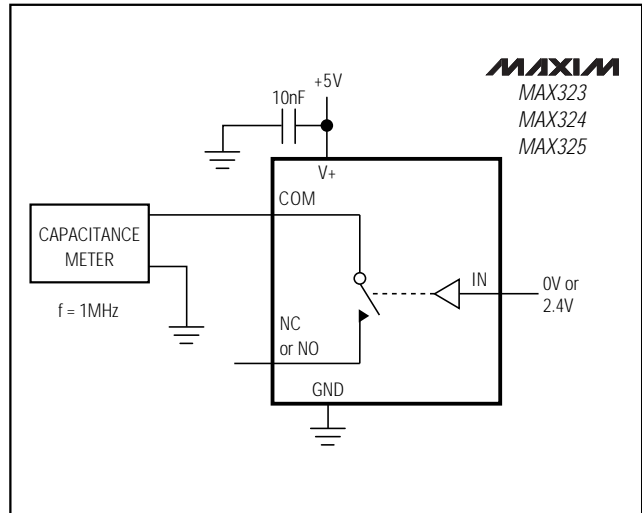 MAXIM
MAX323
MAX324
MAX325
+5V
10nF
V+
COM
CAPACITANCE
METER
f = 1MHz
IN
0V or
2.4V
NC
or NO
GND